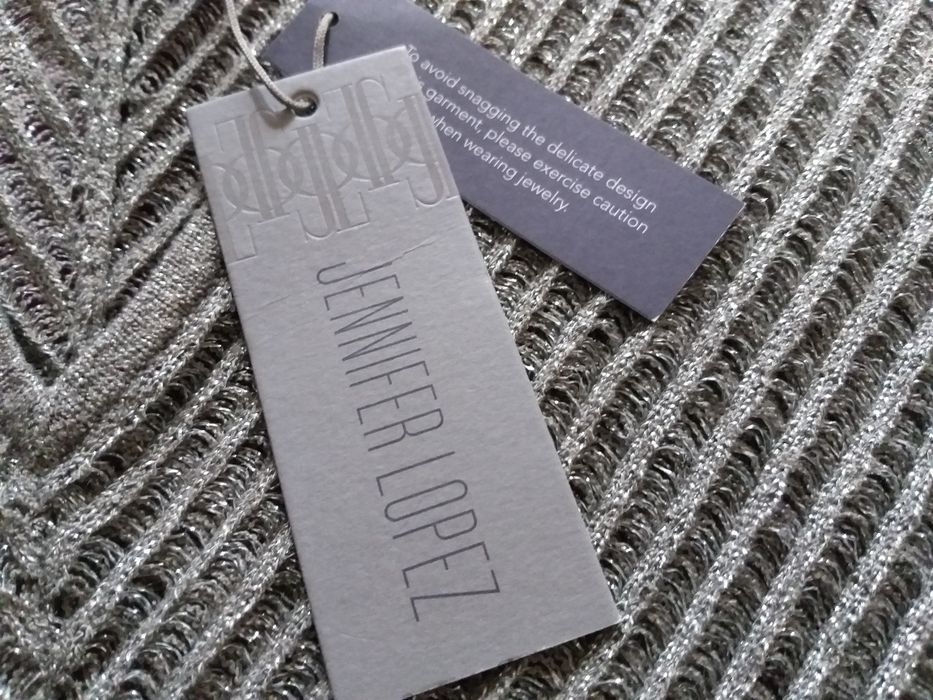 JENNIFER LOPEZ
To avoid snagging the delicate design
garment, please exercise caution
when wearing jewelry.